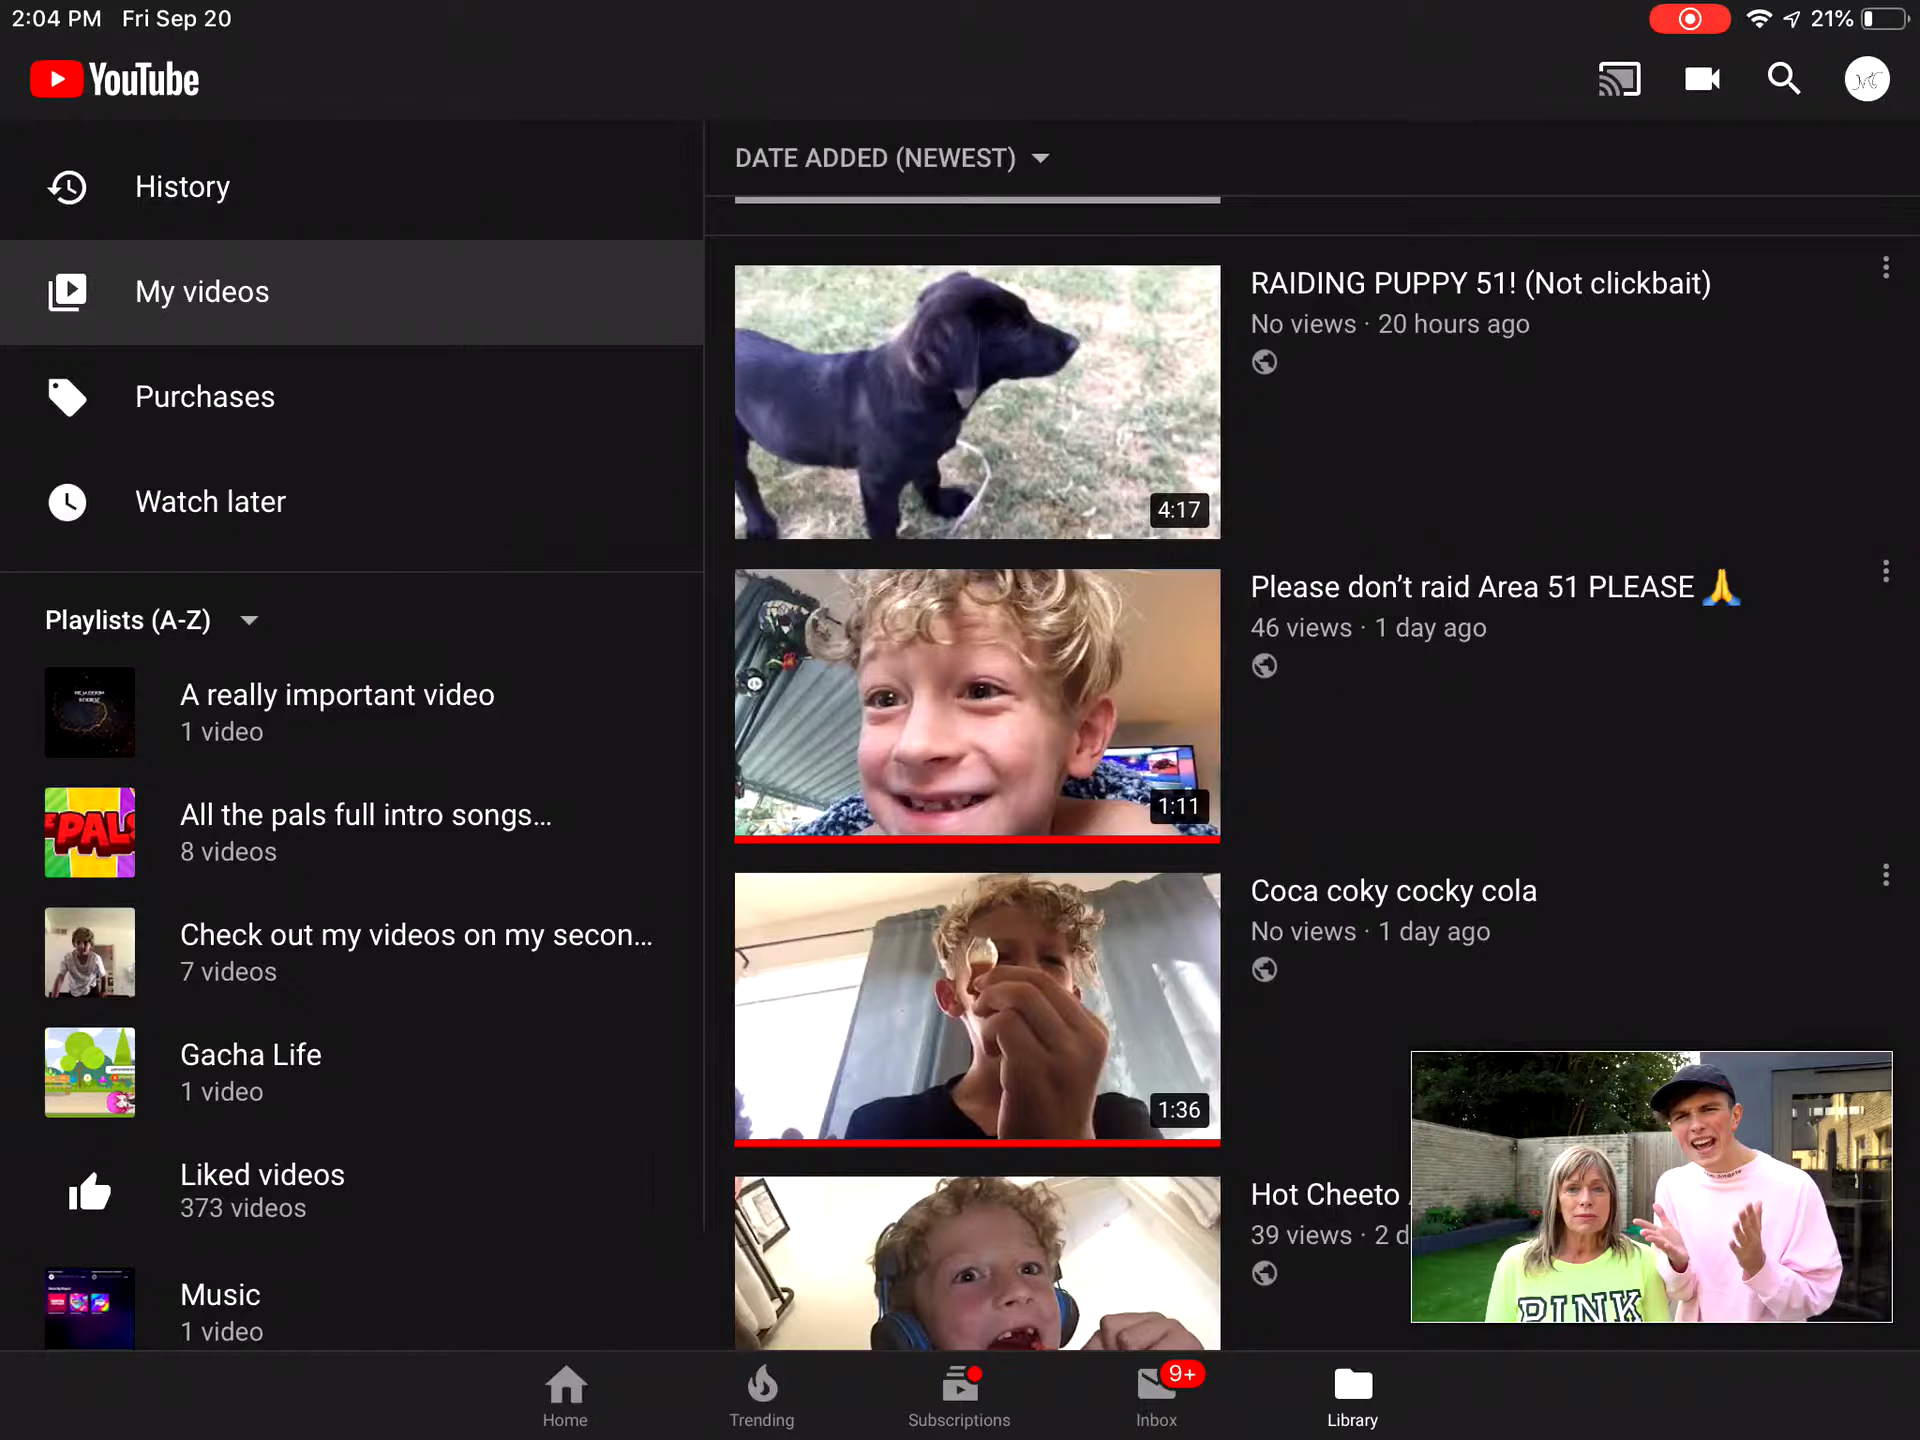 2:04 PM Fri Sep 20
21%
YouTube
History
My videos
Purchases
Watch later
Playlists (A-Z)
A really important video
1 video
All the pals full intro songs...
8 videos
Check out my videos on my secon...
7 videos
Gacha Life
1 video
Liked videos
373 videos
Music
1 video
DATE ADDED (NEWEST)
RAIDING PUPPY 51! (Not clickbait)
No views · 20 hours ago
4:17
Please don't raid Area 51 PLEASE 🙏
46 views · 1 day ago
1:11
Coca coky cocky cola
No views · 1 day ago
1:36
Hot Cheeto
39 views · 2 d
PALS
PINK
Home
Trending
Subscriptions
9+
Inbox
Library